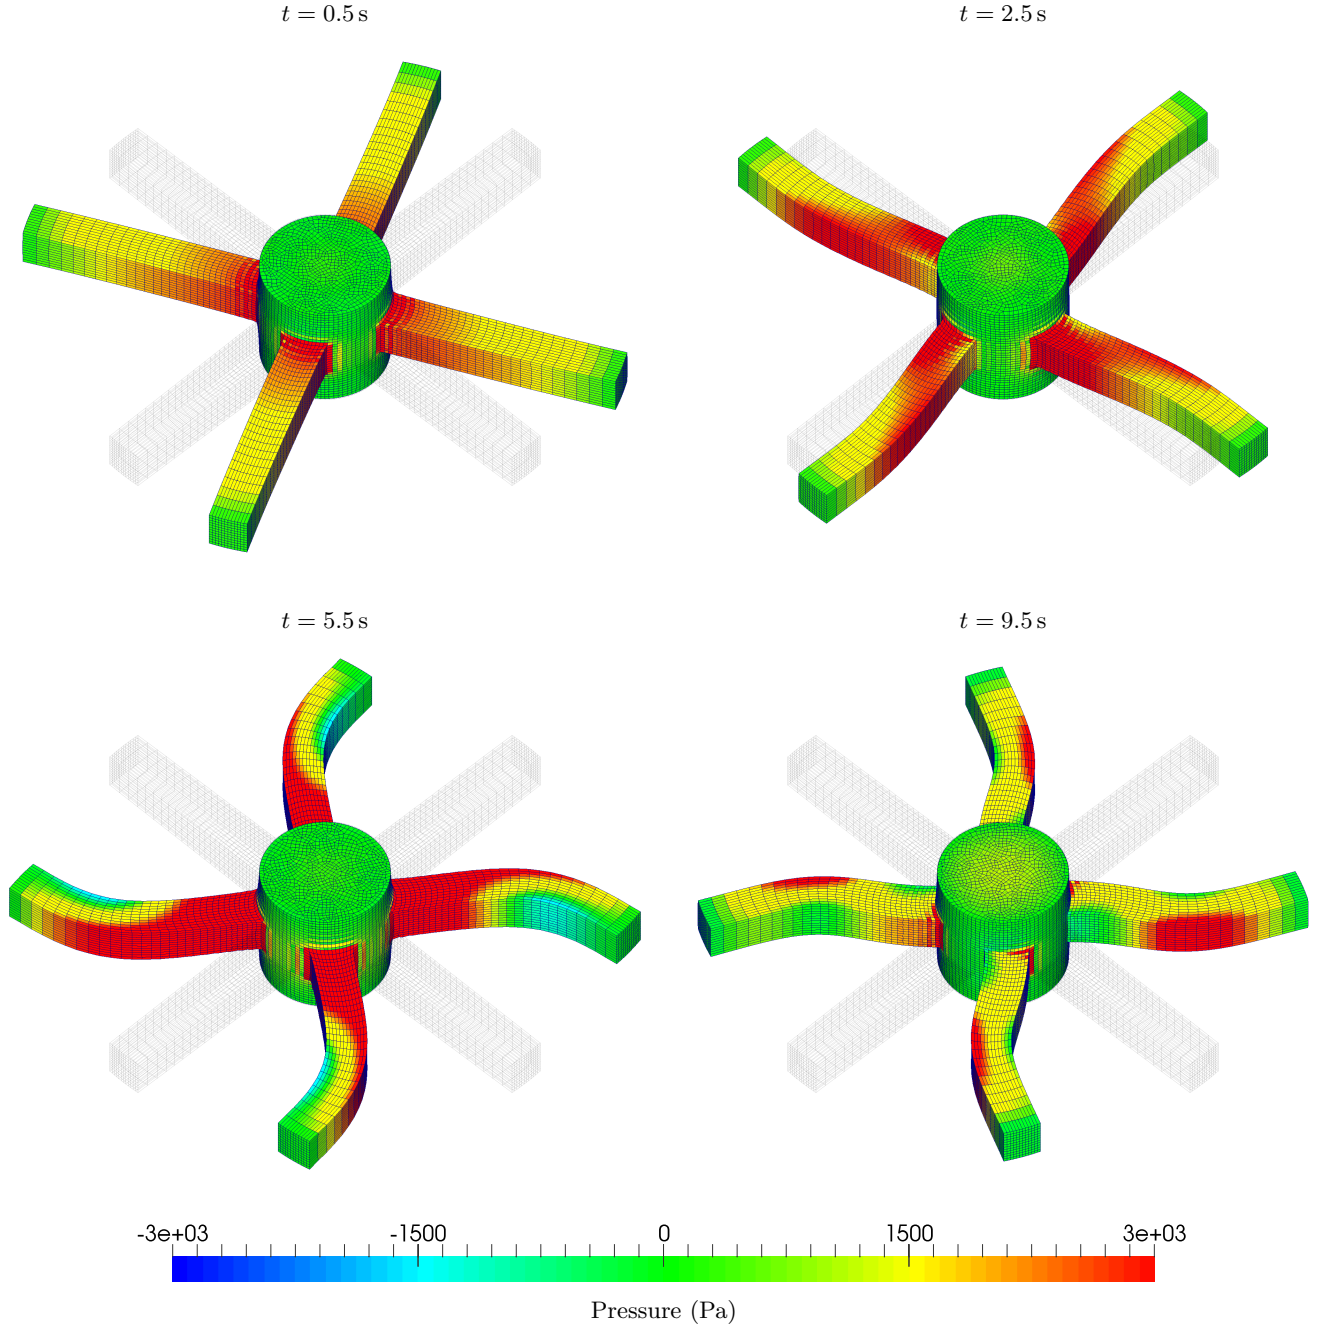 t = 0.5 s
t = 2.5 s
t = 5.5 s
t = 9.5 s
-3e+03 -1500 0 1500 3e+03
Pressure (Pa)